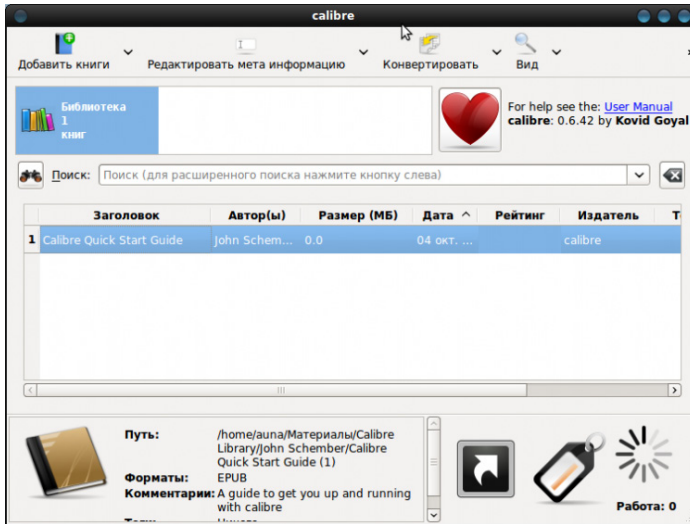 calibre
Добавить книги
Редактировать мета информацию
Конвертировать
Вид
Библиотека
1
книг
For help see the: User Manual
calibre: 0.6.42 by Kovid Goyal
Поиск: Поиск (для расширенного поиска нажмите кнопку слева)
Заголовок Автор(ы) Размер (МБ) Дата Рейтинг Издатель
1 Calibre Quick Start Guide John Schem... 0.0 04 окт. ... calibre
Путь: /home/auna/Материалы/Calibre
Library/John Schember/Calibre
Quick Start Guide (1)
Форматы: EPUB
Комментарии: A guide to get you up and running
with calibre
Работа: 0